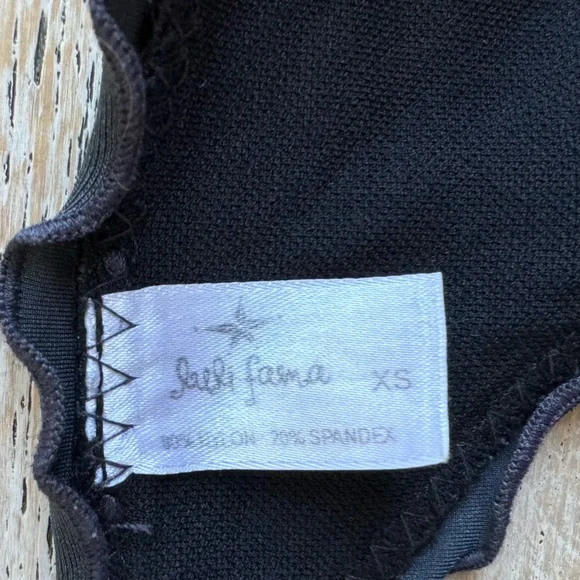 luli fama XS
80% NYLON 20% SPANDEX